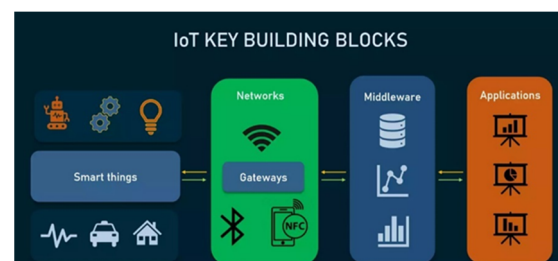 IoT KEY BUILDING BLOCKS
Networks
Middleware
Applications
Smart things
Gateways
NFC